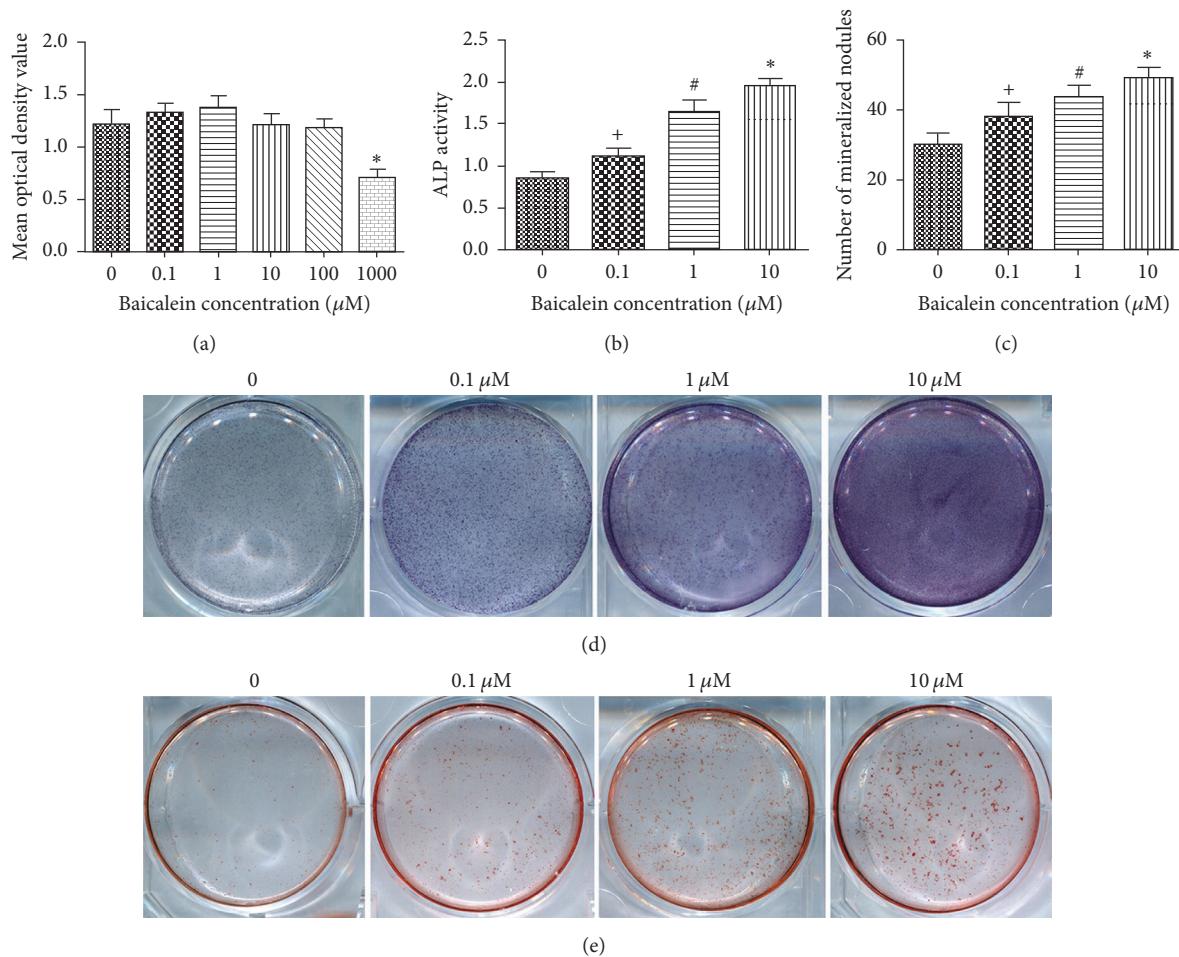 Mean optical density value
2.0
1.5
1.0
0.5
0.0
*
0 0.1 1 10 100 1000
Baicalein concentration (μM)
(a)
ALP activity
2.5
2.0
1.5
1.0
0.5
0.0
+
#
*
0 0.1 1 10
Baicalein concentration (μM)
(b)
Number of mineralized nodules
60
40
20
0
+
#
*
0 0.1 1 10
Baicalein concentration (μM)
(c)
0 0.1 μM 1 μM 10 μM
(d)
0 0.1 μM 1 μM 10 μM
(e)